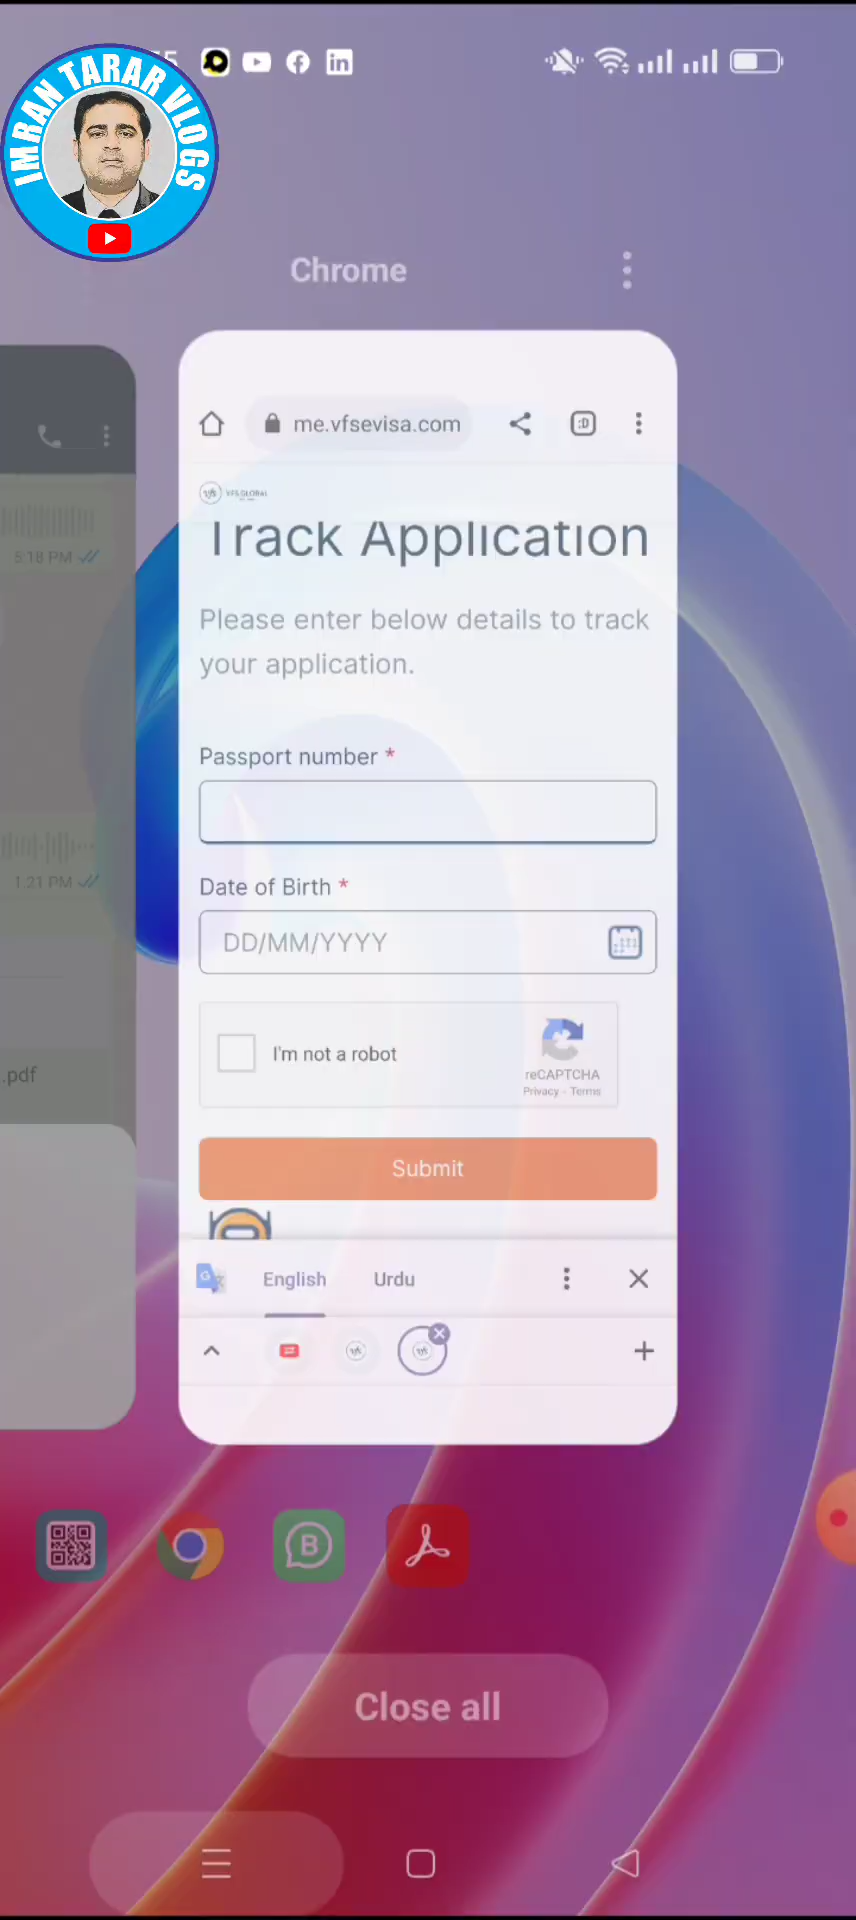 IMRAN TARAR VLOGS
Chrome
me.vfsevisa.com
:D
VFS.GLOBAL
Track Application
Please enter below details to track
your application.
Passport number *
Date of Birth *
DD/MM/YYYY
I'm not a robot
reCAPTCHA
Privacy - Terms
Submit
English
Urdu
5:18 PM
1:21 PM
.pdf
B
Close all